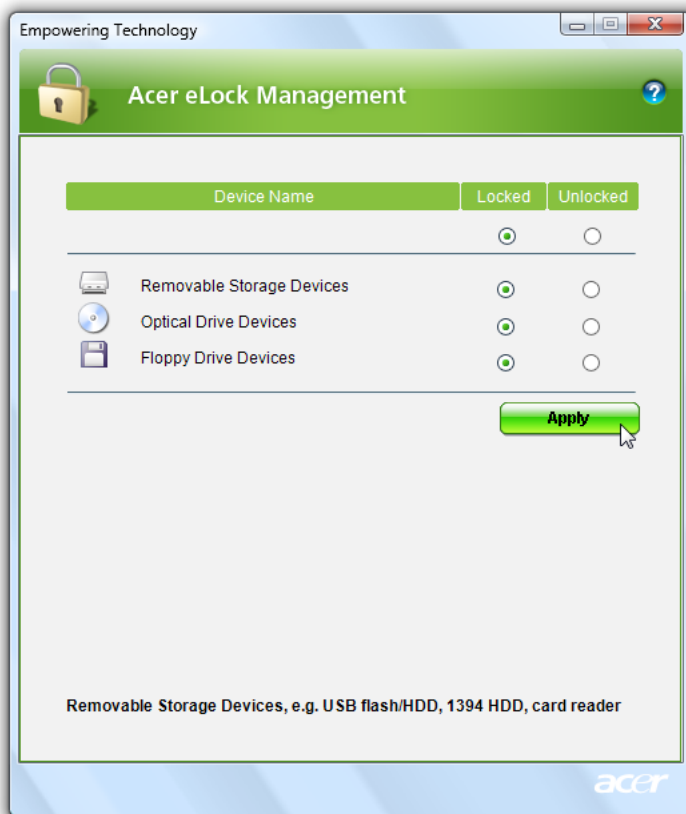 Empowering Technology
Acer eLock Management
?
Device Name Locked Unlocked
Removable Storage Devices
Optical Drive Devices
Floppy Drive Devices
Apply
Removable Storage Devices, e.g. USB flash/HDD, 1394 HDD, card reader
acer